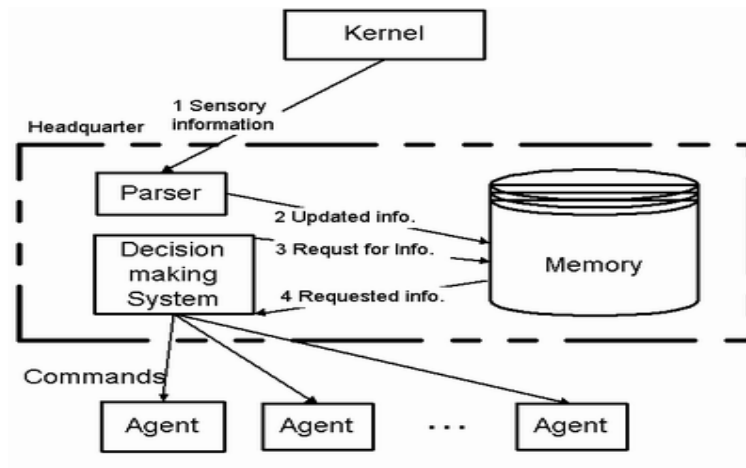 Kernel
1 Sensory
information
Headquarter
Parser
2 Updated info.
Decision
making
System
3 Requst for Info.
Memory
4 Requested info.
Commands
Agent
Agent
...
Agent